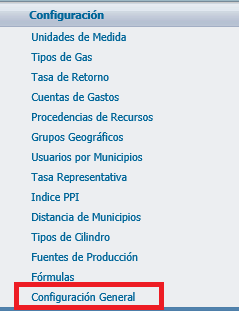 Configuración
Unidades de Medida
Tipos de Gas
Tasa de Retorno
Cuentas de Gastos
Procedencias de Recursos
Grupos Geográficos
Usuarios por Municipios
Tasa Representativa
Indice PPI
Distancia de Municipios
Tipos de Cilindro
Fuentes de Producción
Fórmulas
Configuración General